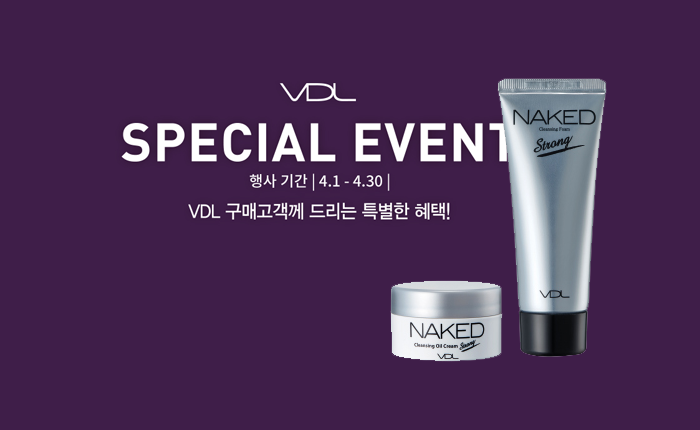 VDL
SPECIAL EVENT
행사 기간 | 4.1 - 4.30 |
VDL 구매고객께 드리는 특별한 혜택!
NAKED
Cleansing Foam
Strong
VDL
NAKED
Cleansing Oil Cream Strong
VDL